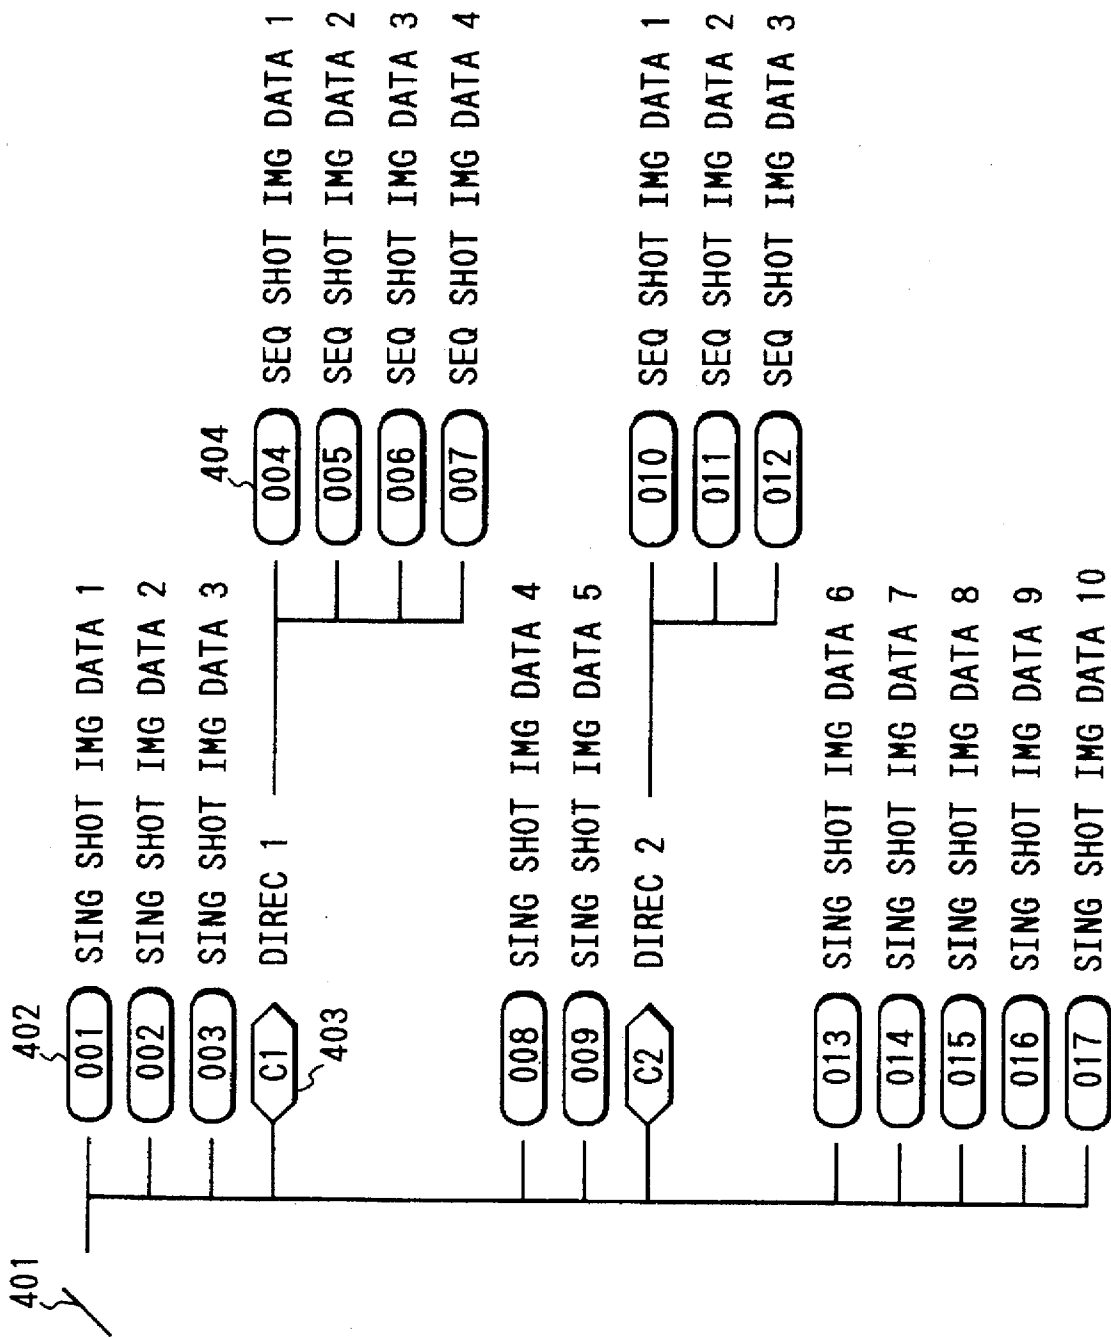 401
402
001 SING SHOT IMG DATA 1
002 SING SHOT IMG DATA 2
003 SING SHOT IMG DATA 3
C1 DIREC 1
403
404
004 SEQ SHOT IMG DATA 1
005 SEQ SHOT IMG DATA 2
006 SEQ SHOT IMG DATA 3
007 SEQ SHOT IMG DATA 4
008 SING SHOT IMG DATA 4
009 SING SHOT IMG DATA 5
C2 DIREC 2
010 SEQ SHOT IMG DATA 1
011 SEQ SHOT IMG DATA 2
012 SEQ SHOT IMG DATA 3
013 SING SHOT IMG DATA 6
014 SING SHOT IMG DATA 7
015 SING SHOT IMG DATA 8
016 SING SHOT IMG DATA 9
017 SING SHOT IMG DATA 10